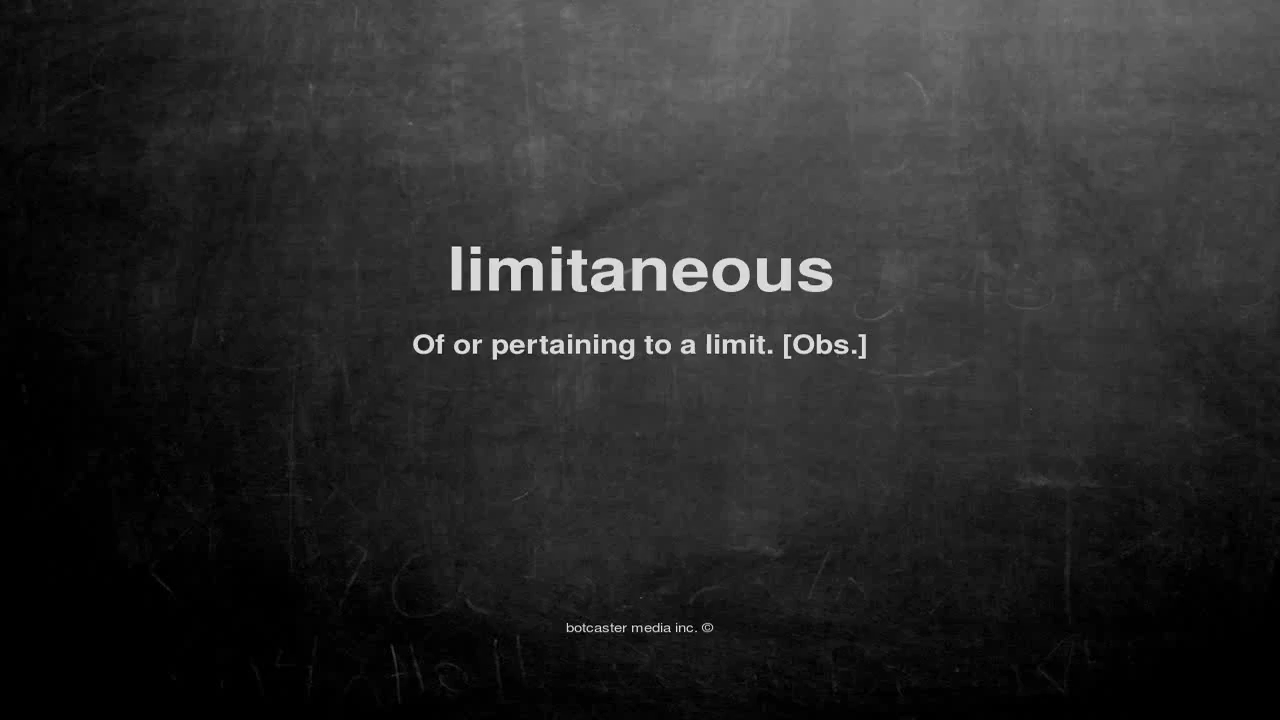 limitaneous
Of or pertaining to a limit. [Obs.]
botcaster media inc. ©